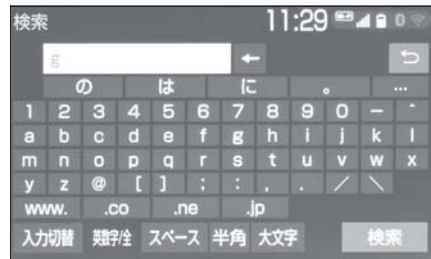 検索 11:29
g
の は に 。 ...
1 2 3 4 5 6 7 8 9 0 - ^
a b c d e f g h i j k l
m n o p q r s t u v w x
y z @ [ ] ; : , . / \
www. .co .ne .jp
入力切替 英数字/全 スペース 半角 大文字 検索